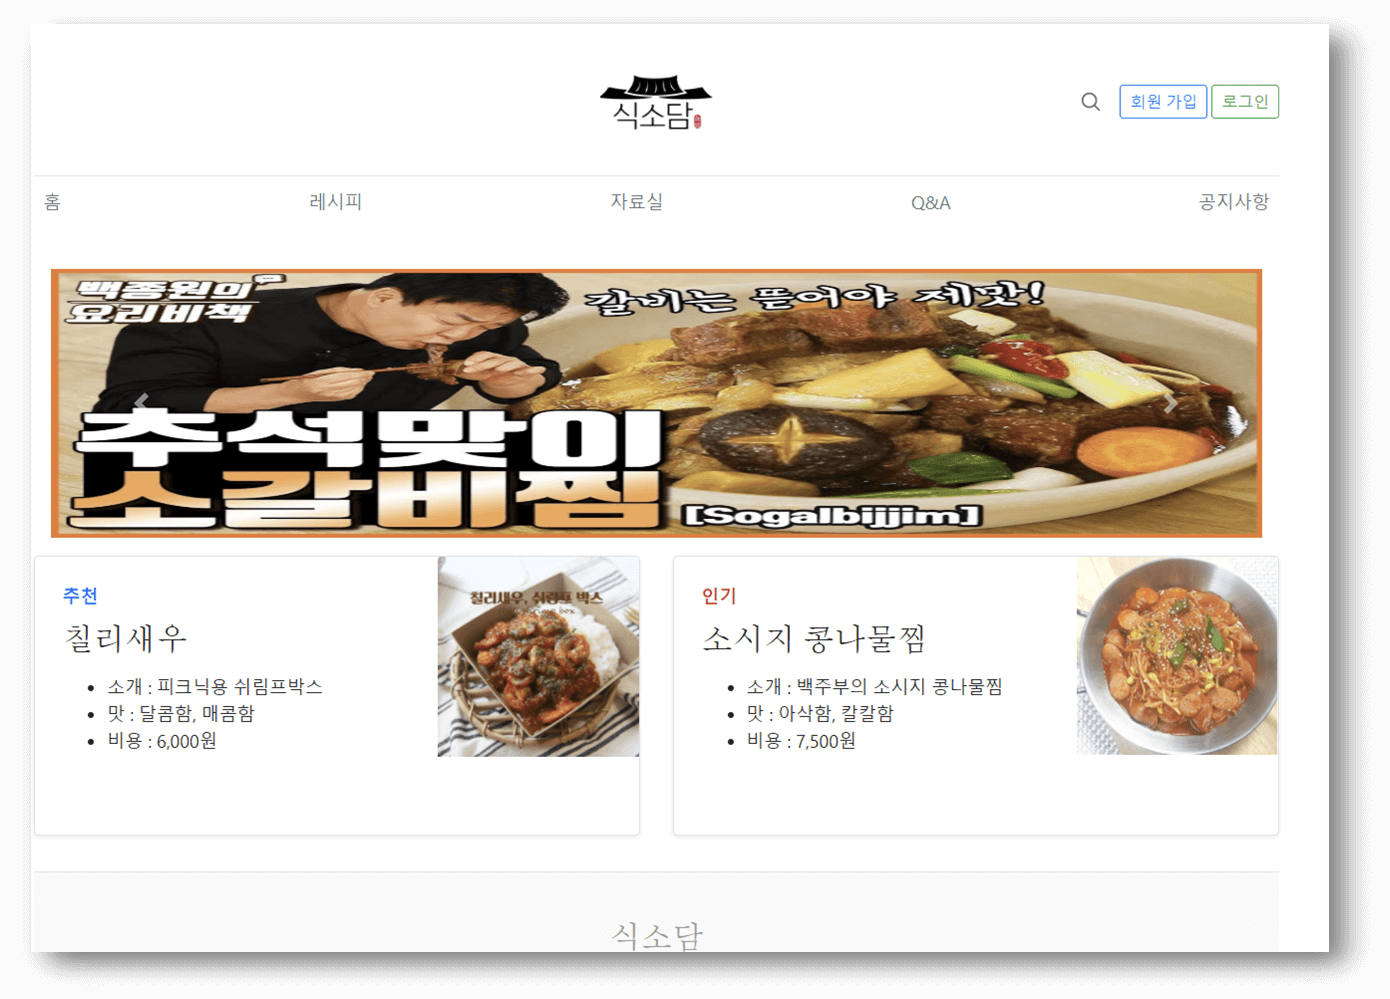 식소담
회원 가입
로그인
홈
레시피
자료실
Q&A
공지사항
백종원의
요리비책
갈비는 뜯어야 제맛!
추석맞이
소갈비찜
[Sogalbijjim]
추천
칠리새우
소개 : 피크닉용 쉬림프박스
맛 : 달콤함, 매콤함
비용 : 6,000원
칠리새우, 쉬림프 박스
인기
소시지 콩나물찜
소개 : 백주부의 소시지 콩나물찜
맛 : 아삭함, 칼칼함
비용 : 7,500원
식소담